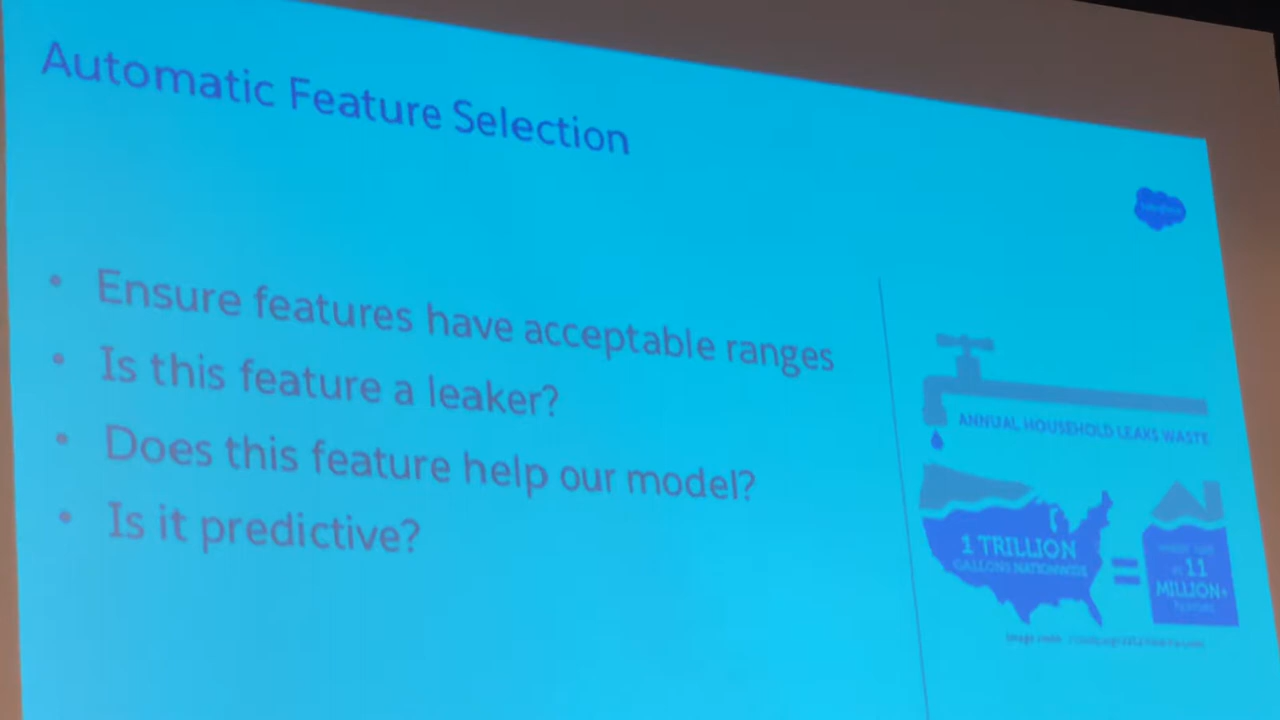 Automatic Feature Selection
• Ensure features have acceptable ranges
• Is this feature a leaker?
• Does this feature help our model?
• Is it predictive?
ANNUAL HOUSEHOLD LEAKS WASTE
1 TRILLION
GALLONS NATIONWIDE
=
11
MILLION+